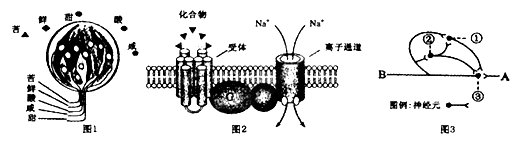 苦 鲜 甜 酸 咸
苦
鲜
酸
咸
甜
图1
化合物
受体
Na⁺ Na⁺
离子通道
G
图2
① ② ③
B A
图例:神经元
图3